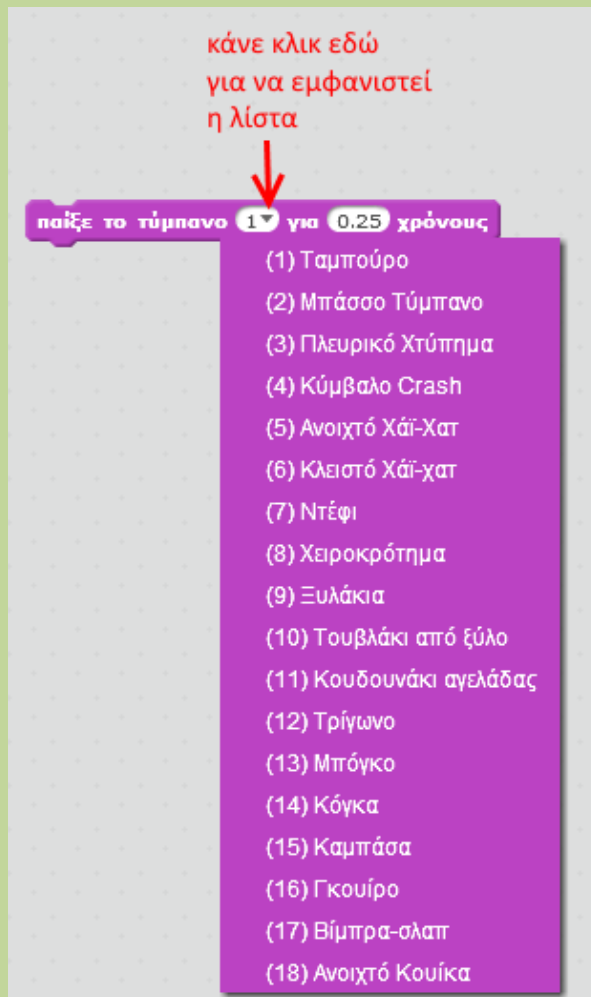 κάνε κλικ εδώ
για να εμφανιστεί
η λίστα
παίξε το τύμπανο 1 για 0.25 χρόνους
(1) Ταμπούρο
(2) Μπάσσο Τύμπανο
(3) Πλευρικό Χτύπημα
(4) Κύμβαλο Crash
(5) Ανοιχτό Χάϊ-Χατ
(6) Κλειστό Χάϊ-χατ
(7) Ντέφι
(8) Χειροκρότημα
(9) Ξυλάκια
(10) Τουβλάκι από ξύλο
(11) Κουδουνάκι αγελάδας
(12) Τρίγωνο
(13) Μπόγκο
(14) Κόγκα
(15) Καμπάσα
(16) Γκουίρο
(17) Βίμπρα-σλαπ
(18) Ανοιχτό Κουίκα